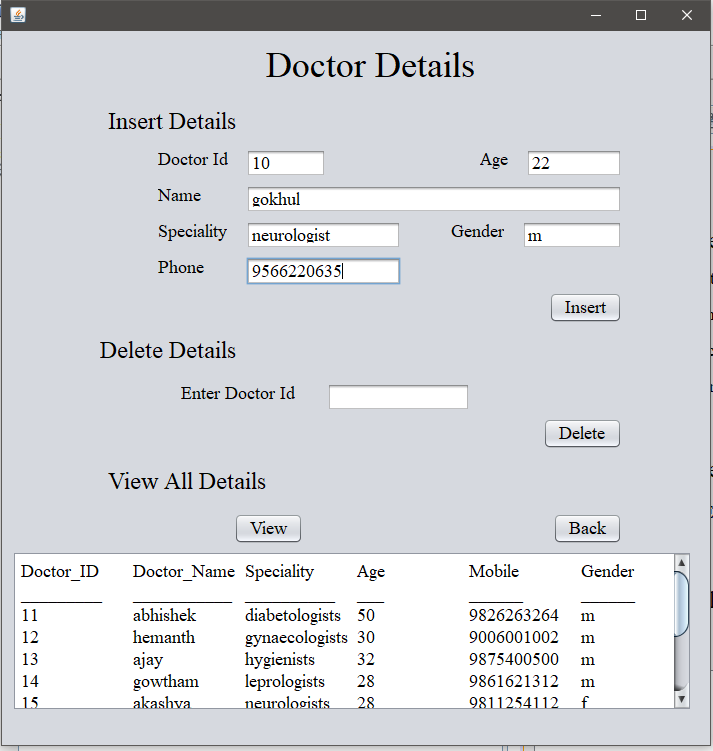 Doctor Details
Insert Details
Doctor Id 10 Age 22
Name gokhul
Speciality neurologist Gender m
Phone 9566220635
Insert
Delete Details
Enter Doctor Id
Delete
View All Details
View Back
Doctor_ID Doctor_Name Speciality Age Mobile Gender
11 abhishek diabetologists 50 9826263264 m
12 hemanth gynaecologists 30 9006001002 m
13 ajay hygienists 32 9875400500 m
14 gowtham leprologists 28 9861621312 m
15 akashya neurologists 28 9811254112 f